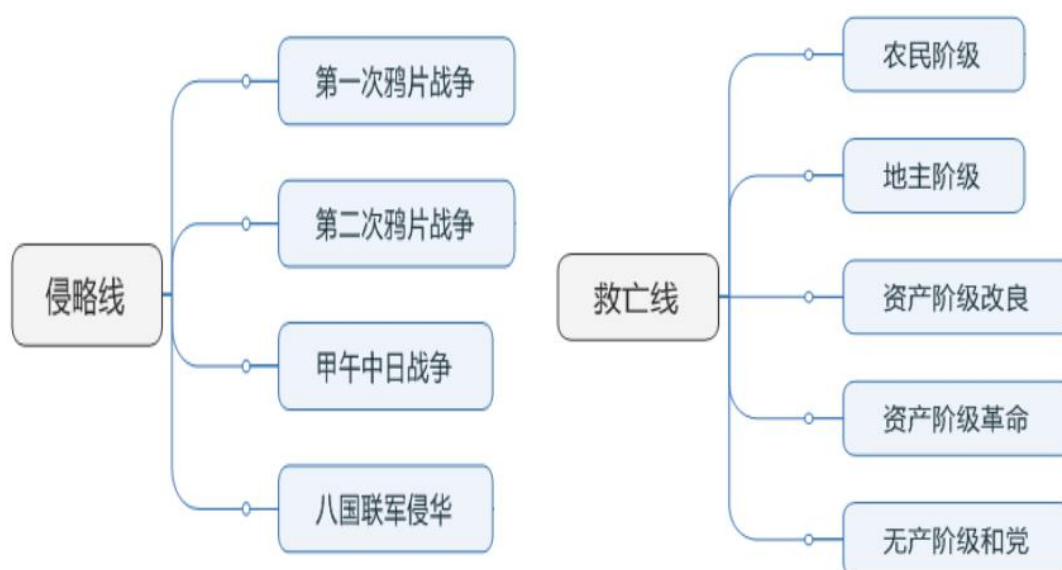 侵略线
第一次鸦片战争
第二次鸦片战争
甲午中日战争
八国联军侵华
救亡线
农民阶级
地主阶级
资产阶级改良
资产阶级革命
无产阶级和党